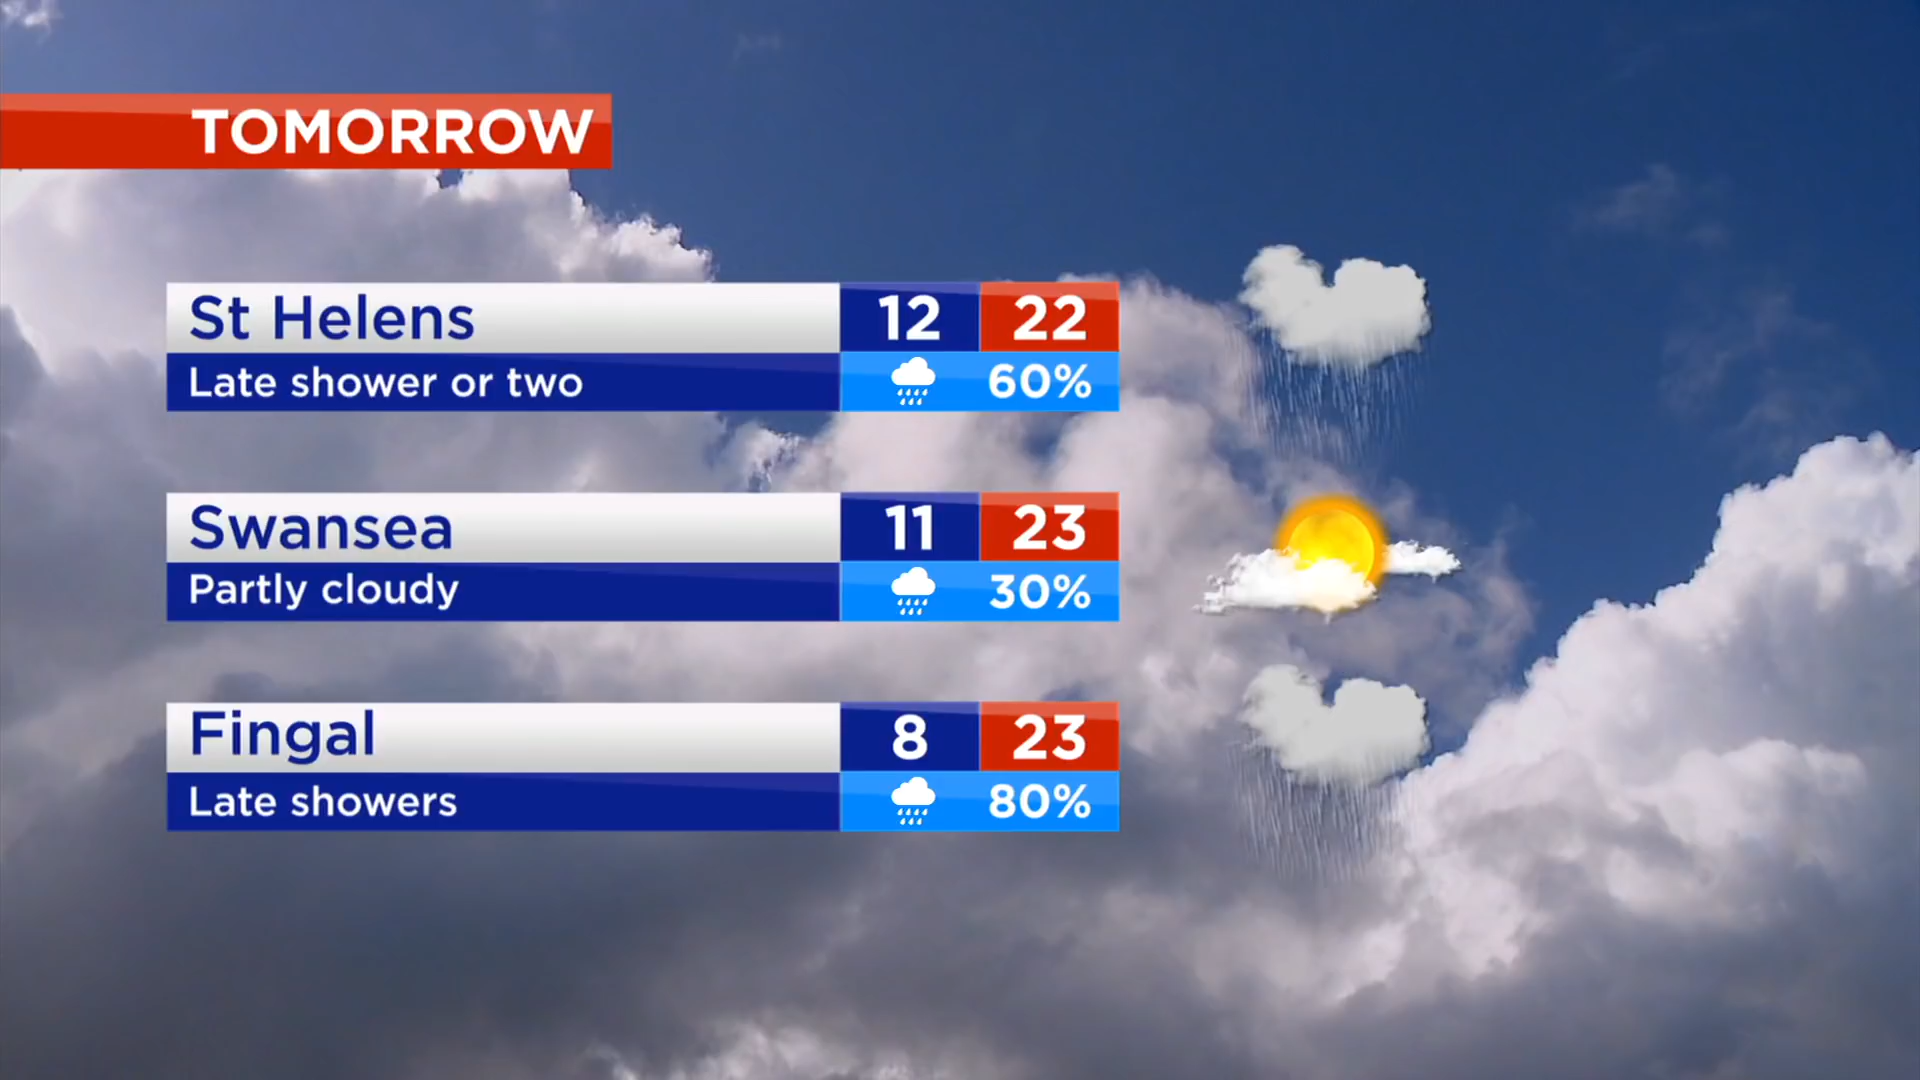 TOMORROW
St Helens 12 22
Late shower or two 60%
Swansea 11 23
Partly cloudy 30%
Fingal 8 23
Late showers 80%